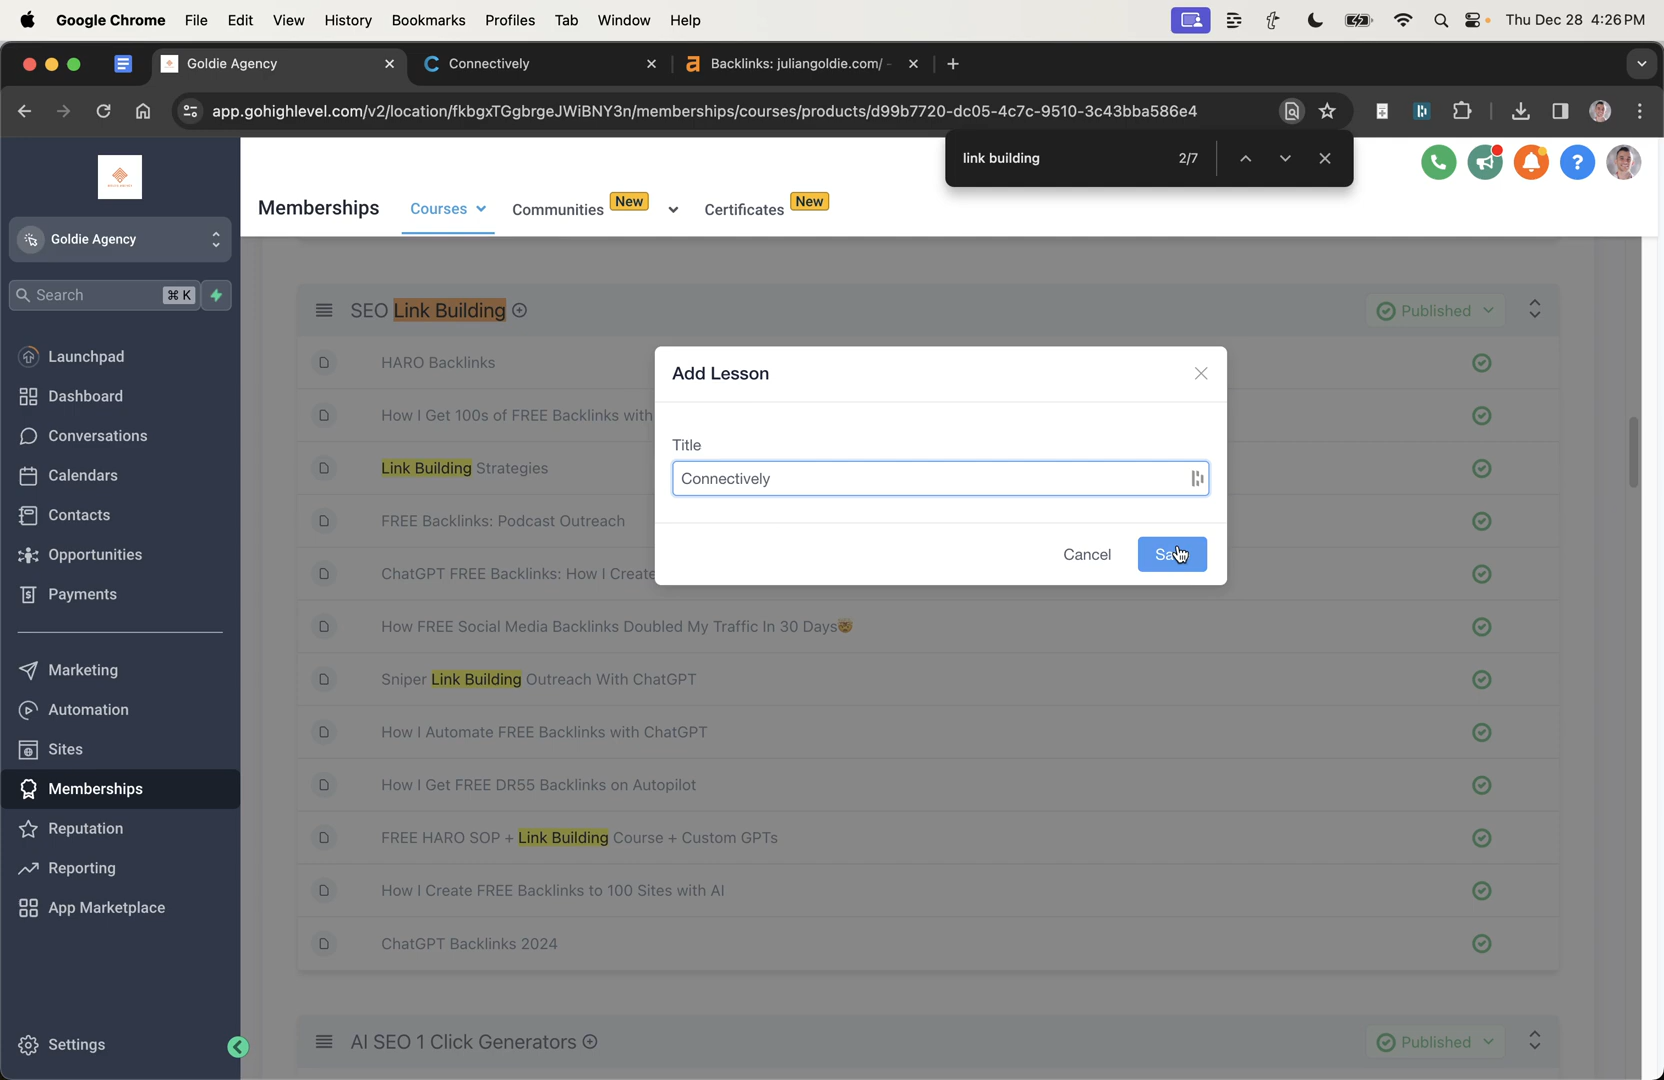 Google Chrome File Edit View History Bookmarks Profiles Tab Window Help Thu Dec 28 4:26 PM
Goldie Agency Connectively Backlinks: juliangoldie.com/ -
app.gohighlevel.com/v2/location/fkbgxTGgbrgeJWiBNY3n/memberships/courses/products/d99b7720-dc05-4c7c-9510-3c43bba586e4
link building 2/7
Memberships Courses Communities New Certificates New
Goldie Agency
Search ⌘ K
Launchpad
Dashboard
Conversations
Calendars
Contacts
Opportunities
Payments
Marketing
Automation
Sites
Memberships
Reputation
Reporting
App Marketplace
Settings
SEO Link Building Published
HARO Backlinks
How I Get 100s of FREE Backlinks with
Link Building Strategies
FREE Backlinks: Podcast Outreach
ChatGPT FREE Backlinks: How I Create
How FREE Social Media Backlinks Doubled My Traffic In 30 Days🤯
Sniper Link Building Outreach With ChatGPT
How I Automate FREE Backlinks with ChatGPT
How I Get FREE DR55 Backlinks on Autopilot
FREE HARO SOP + Link Building Course + Custom GPTs
How I Create FREE Backlinks to 100 Sites with AI
ChatGPT Backlinks 2024
AI SEO 1 Click Generators Published
Add Lesson
Title
Connectively
Cancel